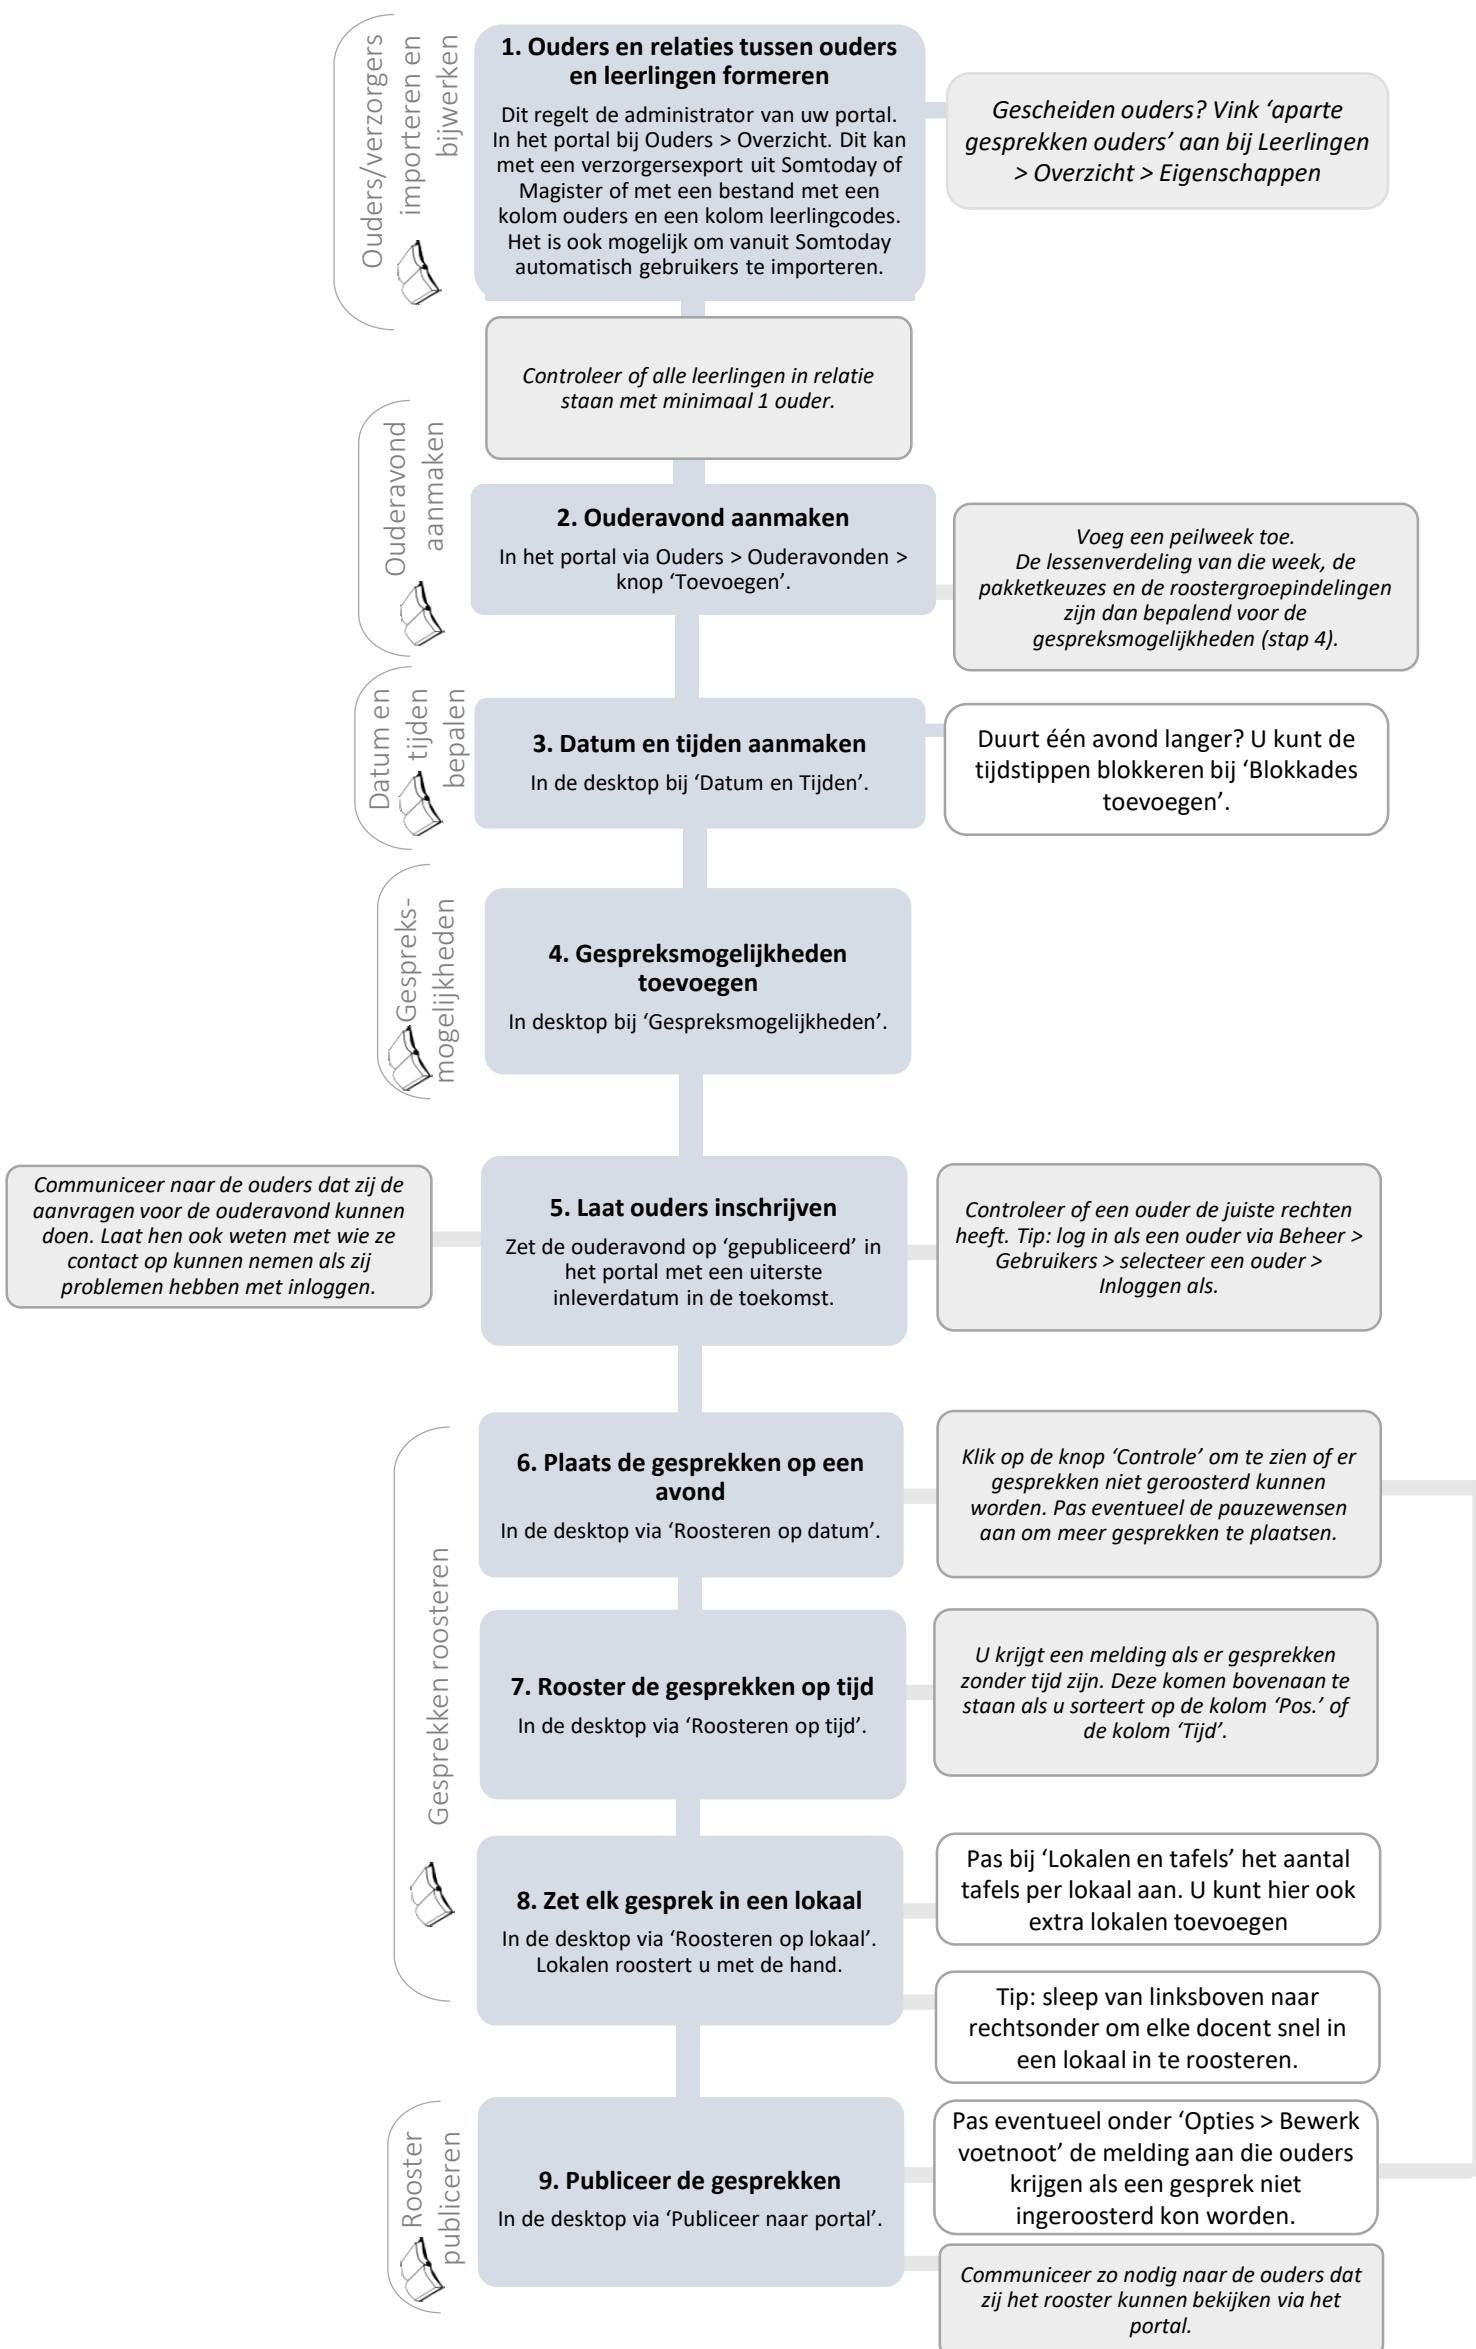 Ouders/verzorgers
importeren en
bijwerken
1. Ouders en relaties tussen ouders
en leerlingen formeren
Dit regelt de administrator van uw portal.
In het portal bij Ouders > Overzicht. Dit kan
met een verzorgersexport uit Somtoday of
Magister of met een bestand met een
kolom ouders en een kolom leerlingcodes.
Het is ook mogelijk om vanuit Somtoday
automatisch gebruikers te importeren.
Gescheiden ouders? Vink ‘aparte
gesprekken ouders’ aan bij Leerlingen
> Overzicht > Eigenschappen
Controleer of alle leerlingen in relatie
staan met minimaal 1 ouder.
Ouderavond
aanmaken
2. Ouderavond aanmaken
In het portal via Ouders > Ouderavonden >
knop ‘Toevoegen’.
Voeg een peilweek toe.
De lessenverdeling van die week, de
pakketkeuzes en de roostergroepindelingen
zijn dan bepalend voor de
gespreksmogelijkheden (stap 4).
Datum en
tijden
bepalen
3. Datum en tijden aanmaken
In de desktop bij ‘Datum en Tijden’.
Duurt één avond langer? U kunt de
tijdstippen blokkeren bij ‘Blokkades
toevoegen’.
Gespreks-
mogelijkheden
4. Gespreksmogelijkheden
toevoegen
In desktop bij ‘Gespreksmogelijkheden’.
Communiceer naar de ouders dat zij de
aanvragen voor de ouderavond kunnen
doen. Laat hen ook weten met wie ze
contact op kunnen nemen als zij
problemen hebben met inloggen.
5. Laat ouders inschrijven
Zet de ouderavond op ‘gepubliceerd’ in
het portal met een uiterste
inleverdatum in de toekomst.
Controleer of een ouder de juiste rechten
heeft. Tip: log in als een ouder via Beheer >
Gebruikers > selecteer een ouder >
Inloggen als.
Gesprekken roosteren
6. Plaats de gesprekken op een
avond
In de desktop via ‘Roosteren op datum’.
Klik op de knop ‘Controle’ om te zien of er
gesprekken niet geroosterd kunnen
worden. Pas eventueel de pauzewensen
aan om meer gesprekken te plaatsen.
7. Rooster de gesprekken op tijd
In de desktop via ‘Roosteren op tijd’.
U krijgt een melding als er gesprekken
zonder tijd zijn. Deze komen bovenaan te
staan als u sorteert op de kolom ‘Pos.’ of
de kolom ‘Tijd’.
8. Zet elk gesprek in een lokaal
In de desktop via ‘Roosteren op lokaal’.
Lokalen roostert u met de hand.
Pas bij ‘Lokalen en tafels’ het aantal
tafels per lokaal aan. U kunt hier ook
extra lokalen toevoegen
Tip: sleep van linksboven naar
rechtsonder om elke docent snel in
een lokaal in te roosteren.
Rooster
publiceren
9. Publiceer de gesprekken
In de desktop via ‘Publiceer naar portal’.
Pas eventueel onder ‘Opties > Bewerk
voetnoot’ de melding aan die ouders
krijgen als een gesprek niet
ingeroosterd kon worden.
Communiceer zo nodig naar de ouders dat
zij het rooster kunnen bekijken via het
portal.